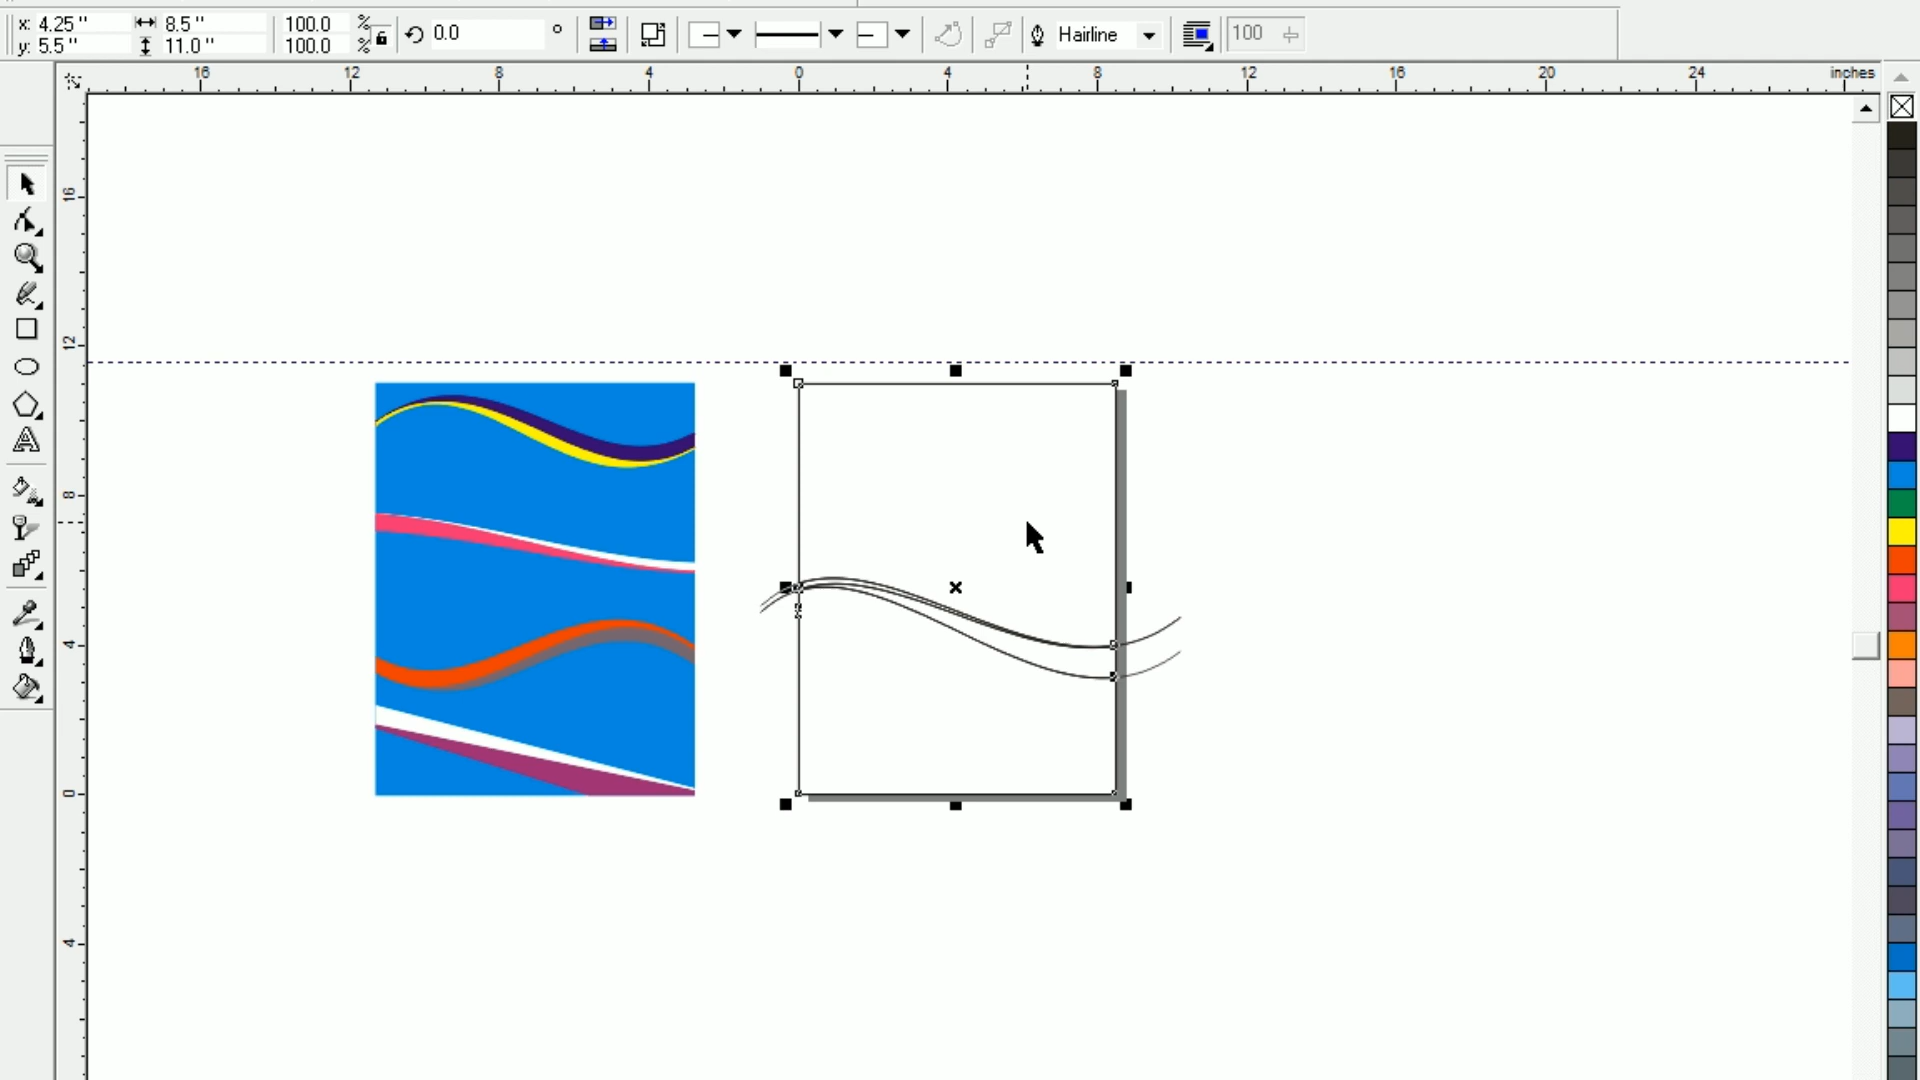 x: 4.25 " 8.5 " 100.0 % 0.0 ° Hairline 100
y: 5.5 " 11.0 " 100.0 %
16 12 8 4 0 4 8 12 16 20 24 inches
16
12
8
4
0
4